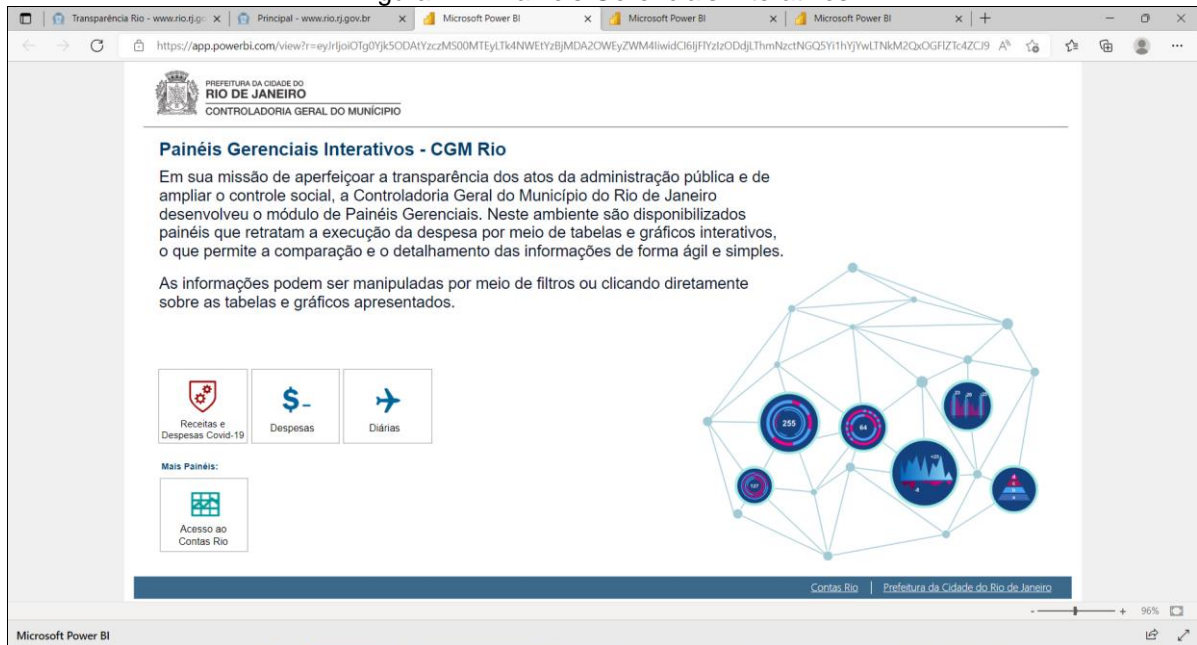 Transparência Rio - www.rio.rj.go
Principal - www.rio.rj.gov.br
Microsoft Power BI
Microsoft Power BI
Microsoft Power BI
PREFEITURA DA CIDADE DO
RIO DE JANEIRO
CONTROLADORIA GERAL DO MUNICÍPIO
Painéis Gerenciais Interativos - CGM Rio
Em sua missão de aperfeiçoar a transparência dos atos da administração pública e de
ampliar o controle social, a Controladoria Geral do Município do Rio de Janeiro
desenvolveu o módulo de Painéis Gerenciais. Neste ambiente são disponibilizados
painéis que retratam a execução da despesa por meio de tabelas e gráficos interativos,
o que permite a comparação e o detalhamento das informações de forma ágil e simples.
As informações podem ser manipuladas por meio de filtros ou clicando diretamente
sobre as tabelas e gráficos apresentados.
Receitas e
Despesas Covid-19
Despesas
Diárias
Mais Painéis:
Acesso ao
Contas Rio
255
64
Contas Rio | Prefeitura da Cidade do Rio de Janeiro
- + 96%
Microsoft Power BI